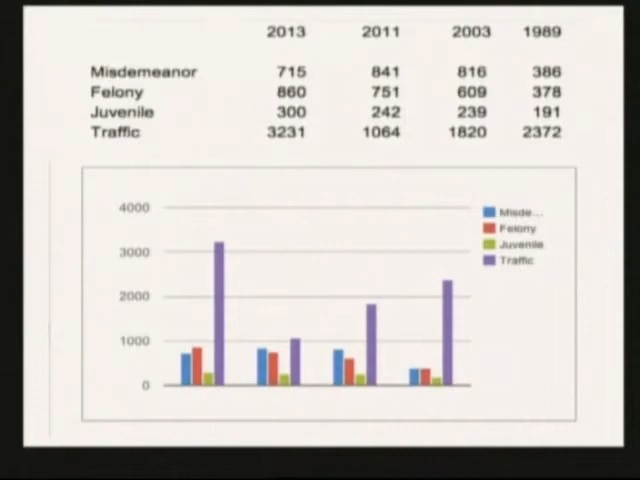 2013 2011 2003 1989
Misdemeanor 715 841 816 386
Felony 860 751 609 378
Juvenile 300 242 239 191
Traffic 3231 1064 1820 2372
4000
3000
2000
1000
0
Misde...
Felony
Juvenile
Traffic